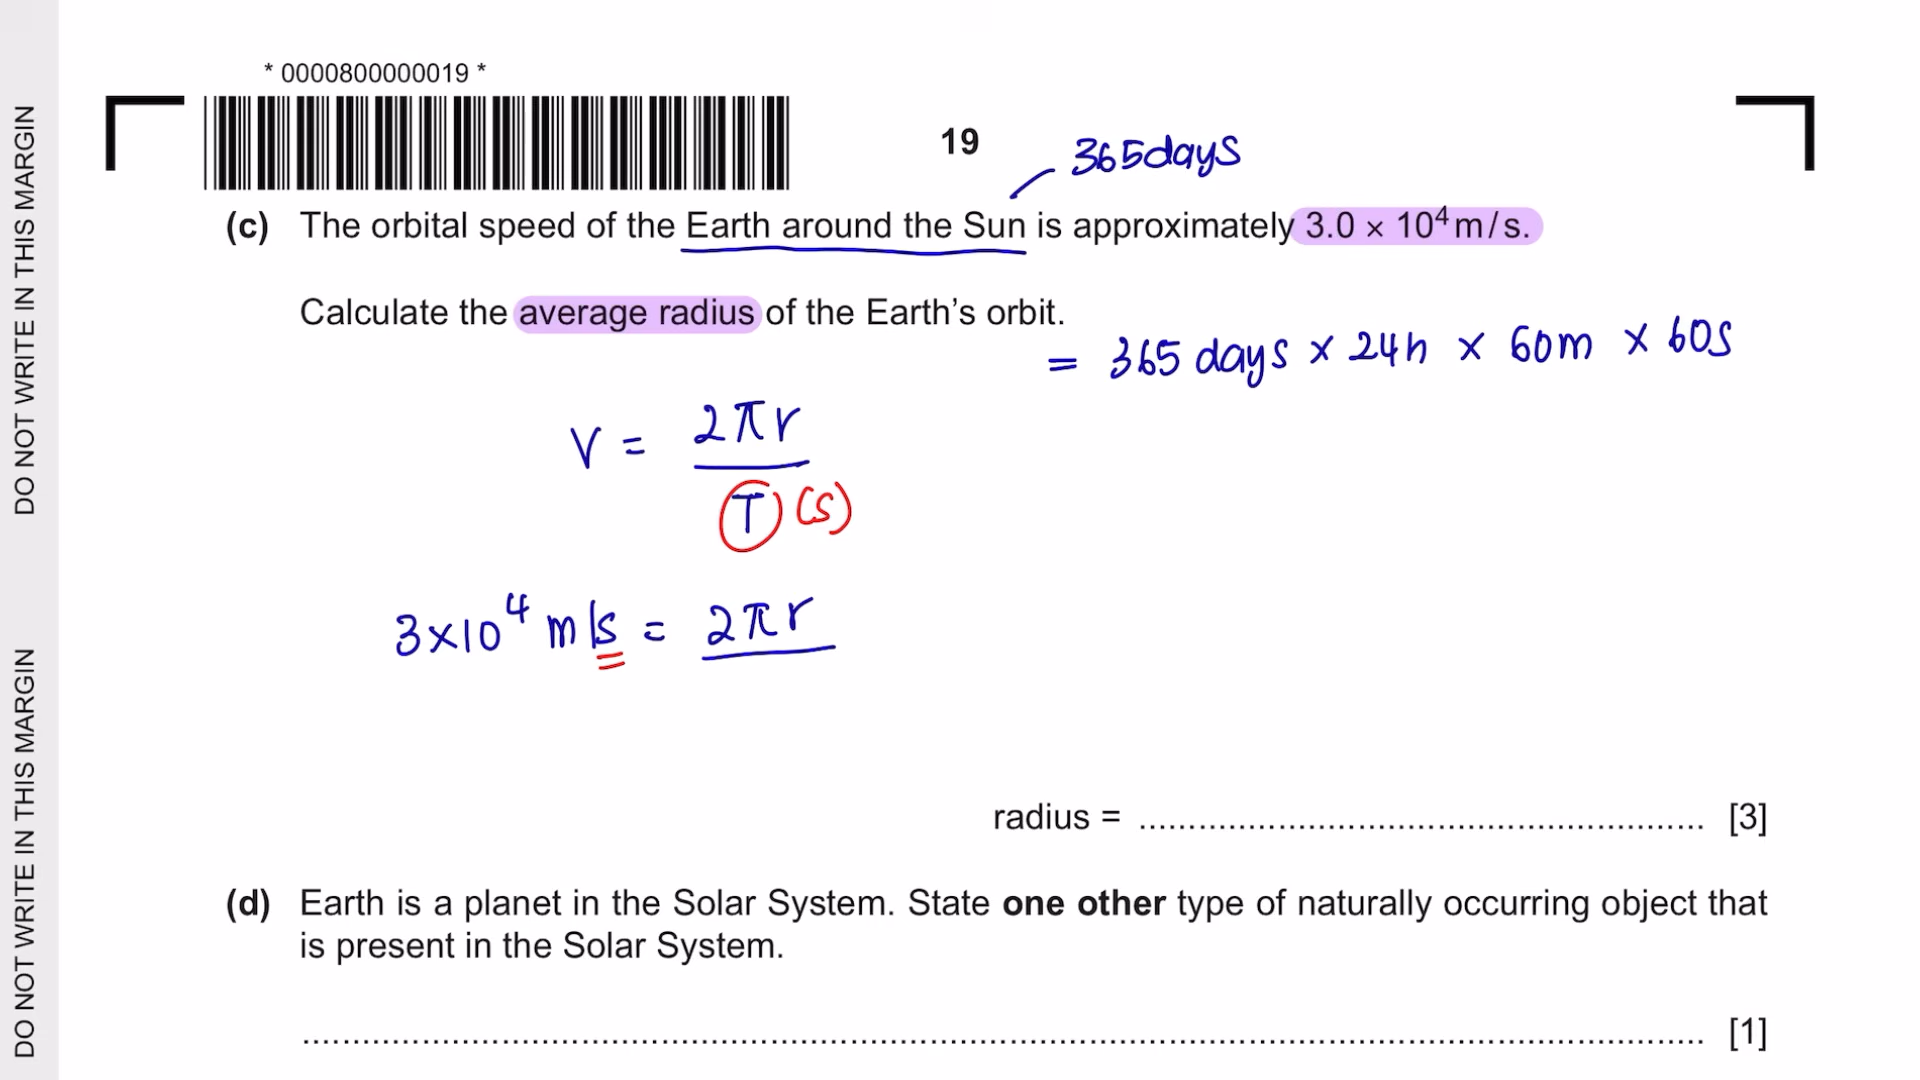 * 0000800000019 *
19
365days
(c) The orbital speed of the Earth around the Sun is approximately 3.0 × 10⁴ m/s.
Calculate the average radius of the Earth’s orbit.
= 365 days × 24h × 60m × 60s
V = 2πr / T (s)
3×10⁴ m/s = 2πr
radius = ......................................................... [3]
(d) Earth is a planet in the Solar System. State one other type of naturally occurring object that
is present in the Solar System.
............................................................................................................................................. [1]
DO NOT WRITE IN THIS MARGIN
DO NOT WRITE IN THIS MARGIN